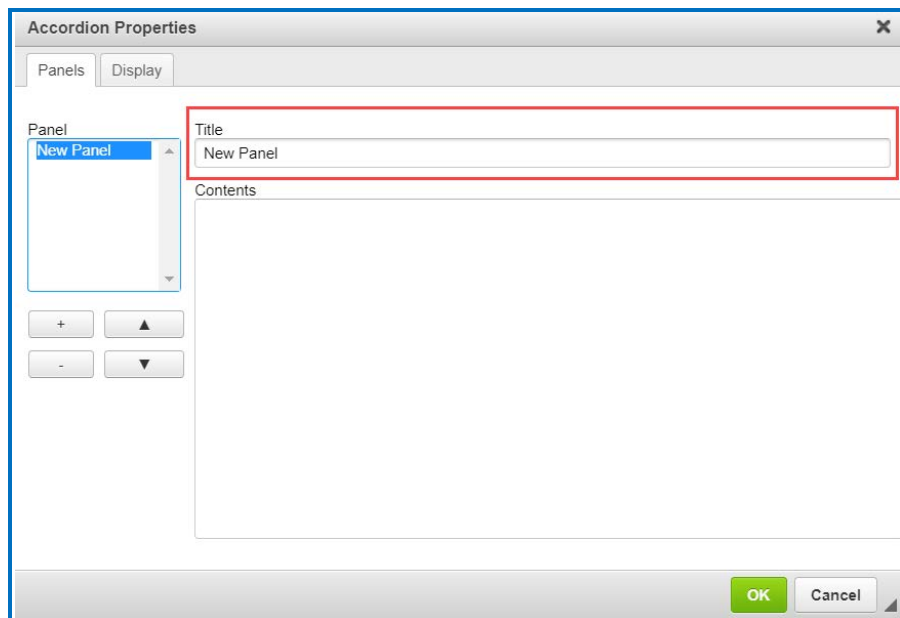 Accordion Properties
Panels
Display
Panel
New Panel
+
▲
-
▼
Title
New Panel
Contents
OK
Cancel